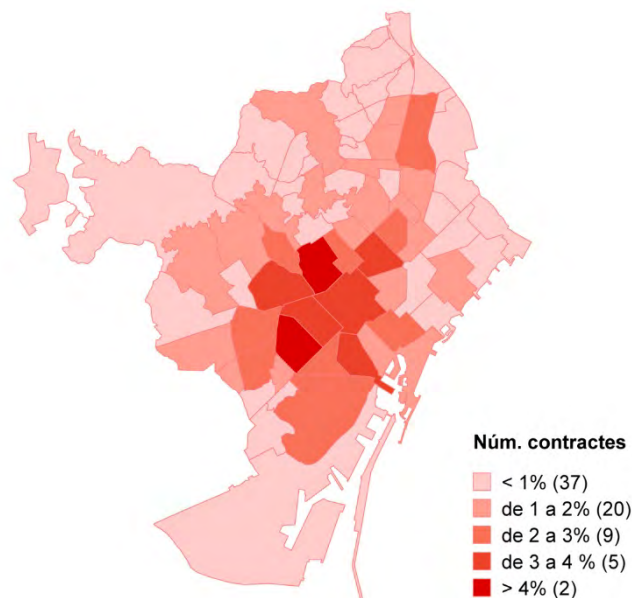 Núm. contractes
< 1% (37)
de 1 a 2% (20)
de 2 a 3% (9)
de 3 a 4 % (5)
> 4% (2)